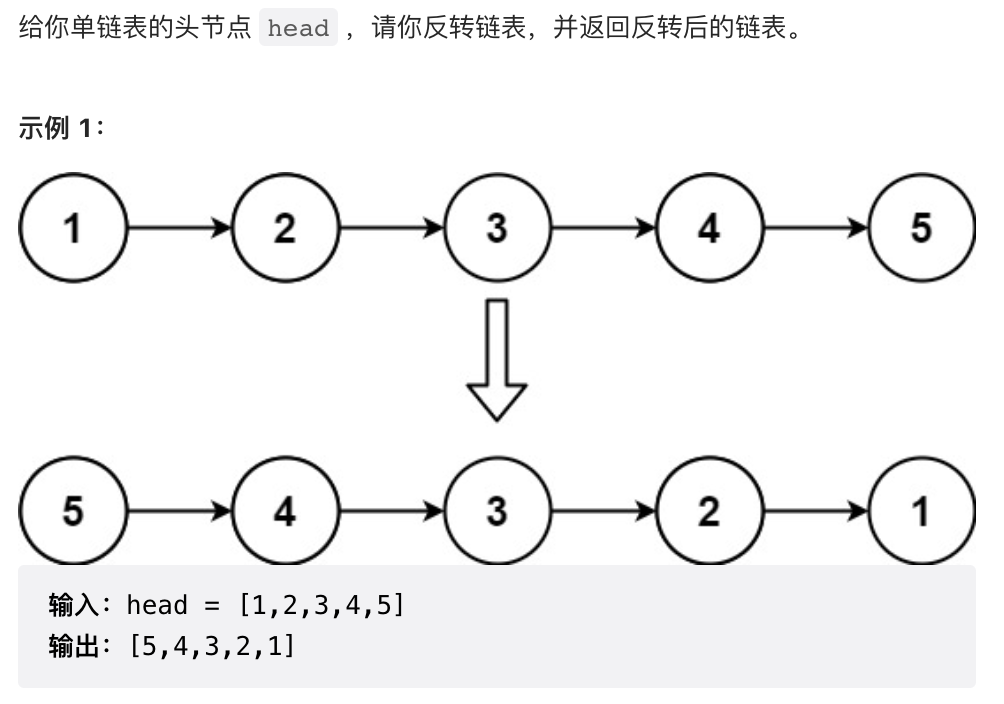 给你单链表的头节点 head ，请你反转链表，并返回反转后的链表。
示例 1：
1 2 3 4 5
5 4 3 2 1
输入：head = [1,2,3,4,5]
输出：[5,4,3,2,1]